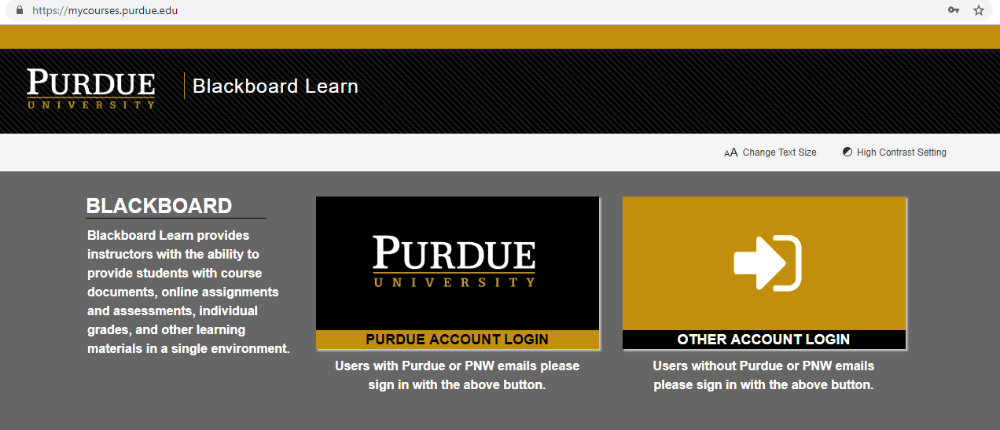 https://mycourses.purdue.edu
PURDUE
UNIVERSITY
Blackboard Learn
AA Change Text Size
High Contrast Setting
BLACKBOARD
Blackboard Learn provides
instructors with the ability to
provide students with course
documents, online assignments
and assessments, individual
grades, and other learning
materials in a single environment.
PURDUE
UNIVERSITY
PURDUE ACCOUNT LOGIN
Users with Purdue or PNW emails please
sign in with the above button.
OTHER ACCOUNT LOGIN
Users without Purdue or PNW emails
please sign in with the above button.